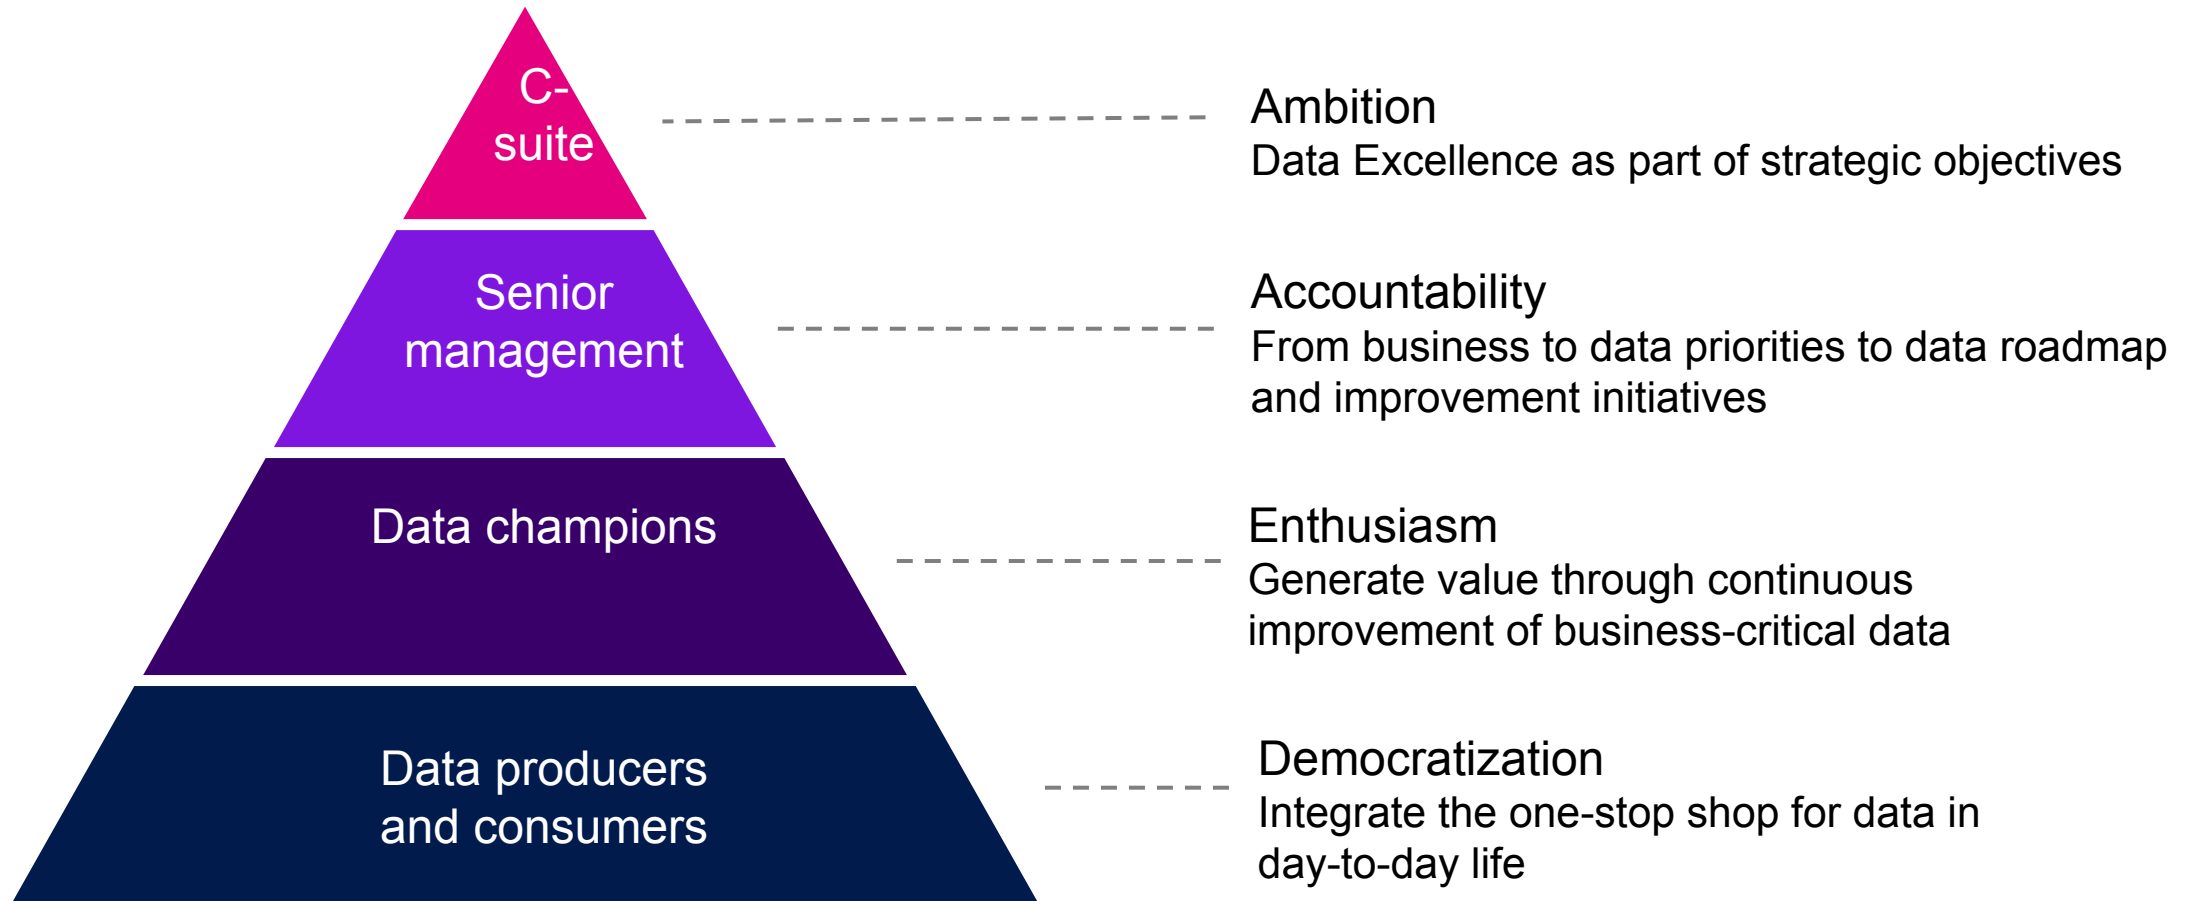 C-
suite
Ambition
Data Excellence as part of strategic objectives
Senior
management
Accountability
From business to data priorities to data roadmap
and improvement initiatives
Data champions
Enthusiasm
Generate value through continuous
improvement of business-critical data
Data producers
and consumers
Democratization
Integrate the one-stop shop for data in
day-to-day life